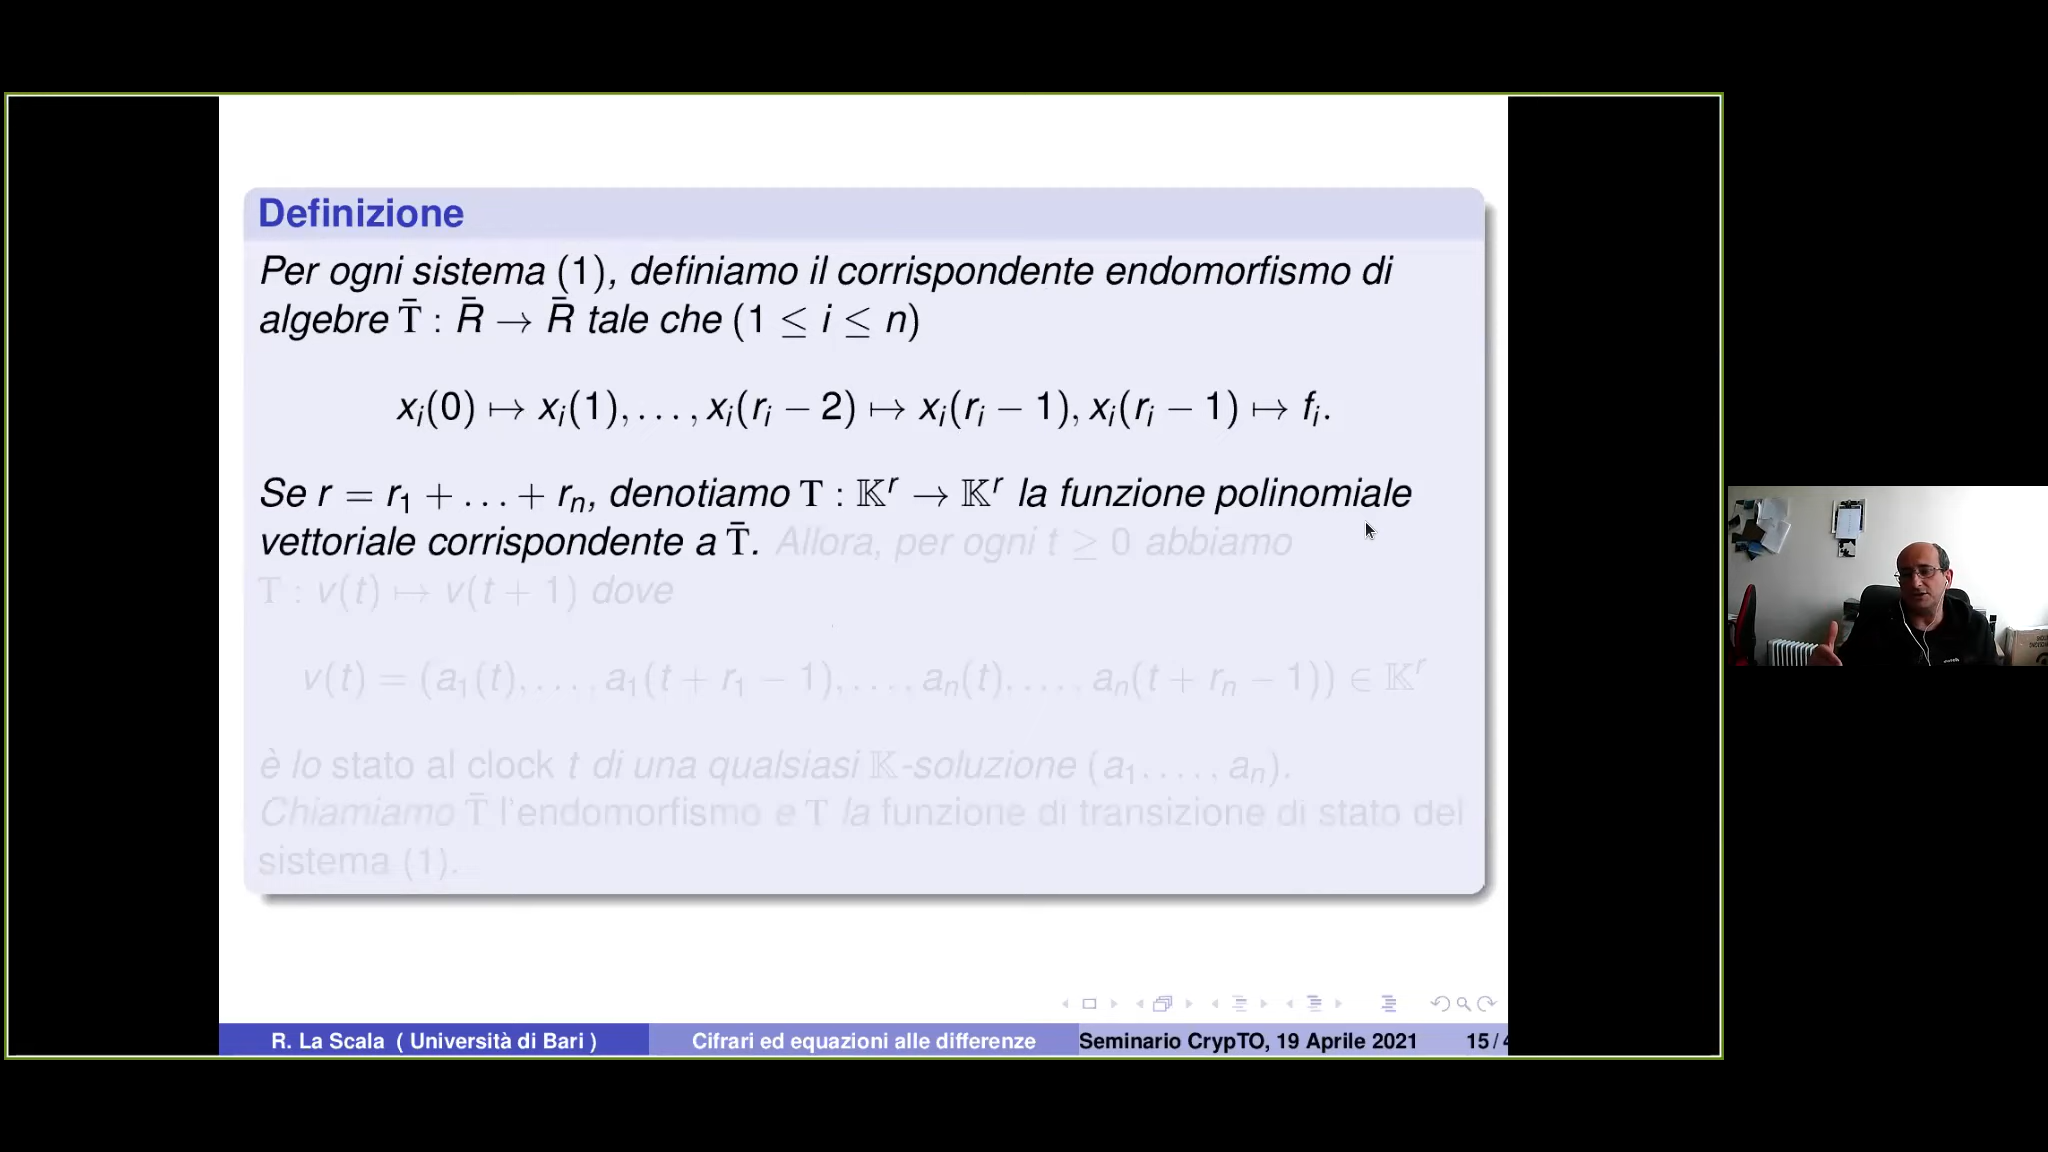 Definizione
Per ogni sistema (1), definiamo il corrispondente endomorfismo di
algebre T̄ : R̄ → R̄ tale che (1 ≤ i ≤ n)
xᵢ(0) ↦ xᵢ(1), . . . , xᵢ(rᵢ − 2) ↦ xᵢ(rᵢ − 1), xᵢ(rᵢ − 1) ↦ fᵢ.
Se r = r₁ + . . . + rₙ, denotiamo T : 𝕂ʳ → 𝕂ʳ la funzione polinomiale
vettoriale corrispondente a T̄. Allora, per ogni t ≥ 0 abbiamo
T : v(t) ↦ v(t + 1) dove
v(t) = (a₁(t), . . . , a₁(t + r₁ − 1), . . . , aₙ(t), . . . , aₙ(t + rₙ − 1)) ∈ 𝕂ʳ
è lo stato al clock t di una qualsiasi 𝕂-soluzione (a₁, . . . , aₙ).
Chiamiamo T̄ l'endomorfismo e T la funzione di transizione di stato del
sistema (1).
R. La Scala ( Università di Bari )
Cifrari ed equazioni alle differenze
Seminario CrypTO, 19 Aprile 2021
15 / 4